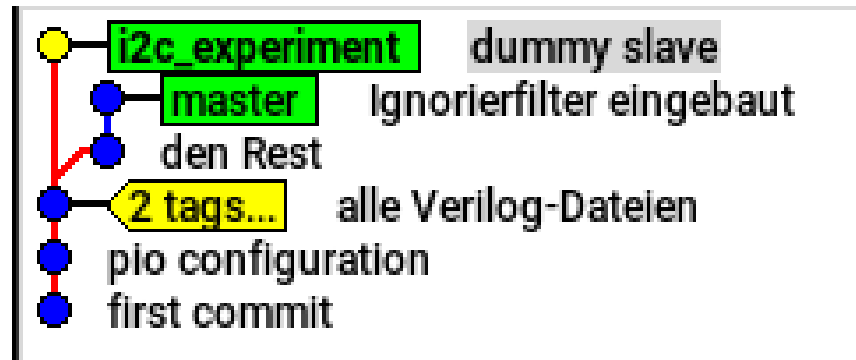 i2c_experiment dummy slave
master Ignorierfilter eingebaut
den Rest
2 tags... alle Verilog-Dateien
pio configuration
first commit